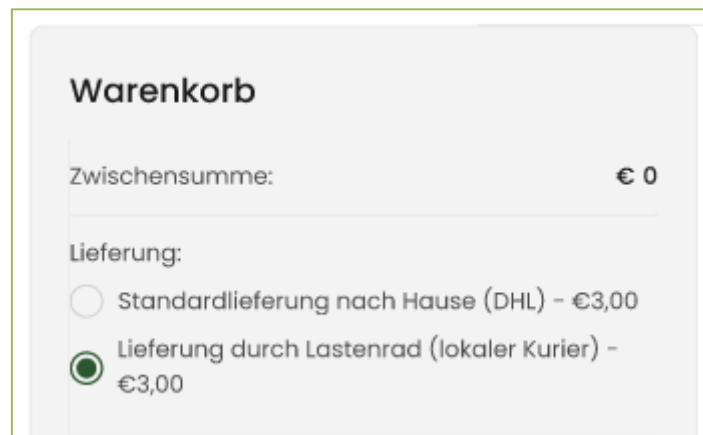 Warenkorb
Zwischensumme: € 0
Lieferung:
Standardlieferung nach Hause (DHL) - €3,00
Lieferung durch Lastenrad (lokaler Kurier) -
€3,00